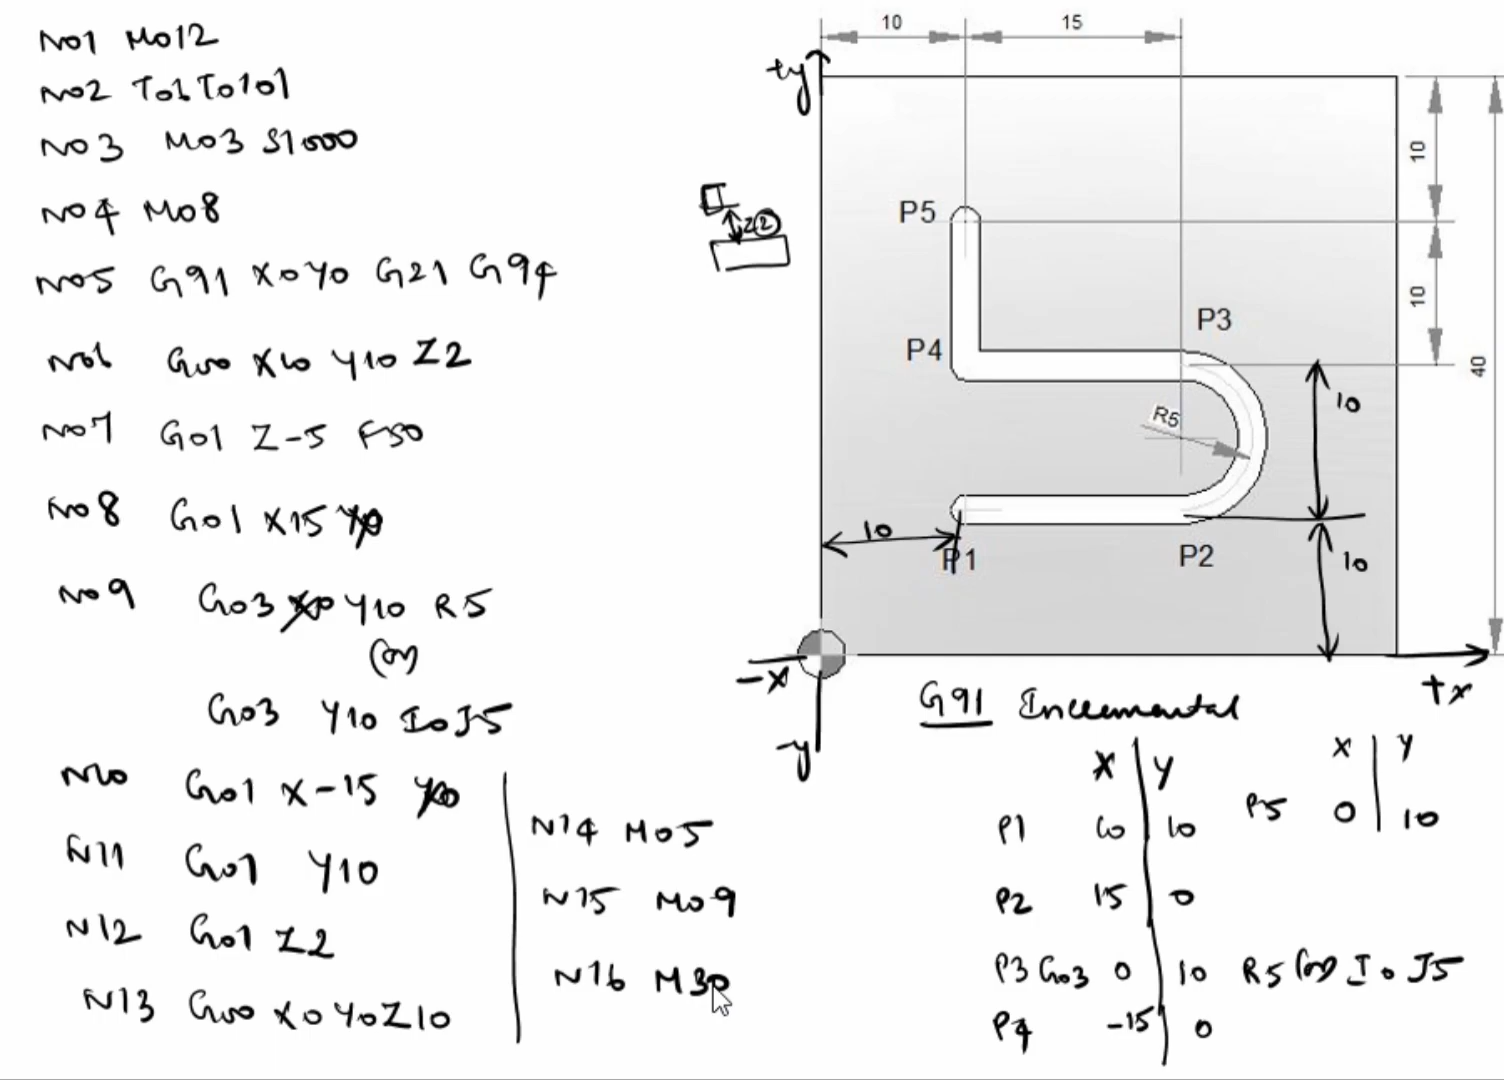 N01 M012
N02 T01 T0101
N03 M03 S1000
N04 M08
N05 G91 X0 Y0 G21 G94
N06 G00 X10 Y10 Z2
N07 G01 Z-5 F50
N08 G01 X15 Y0
N09 G03 X0 Y10 R5
(or)
G03 Y10 I0 J5
N10 G01 X-15 Y0
N11 G01 Y10
N12 G01 Z2
N13 G00 X0 Y0 Z10
N14 M05
N15 M09
N16 M30
10 15
+y
10
P5
10
P3
P4
40
10
R5
10
P1 P2
10
-x
+x
-y
G91 Incremental
X Y
P1 10 10
P2 15 0
P3 G03 0 10 R5 (or) I0 J5
P4 -15 0
X Y
P5 0 10